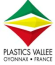 PLASTICS VALLEE
OYONNAX • FRANCE